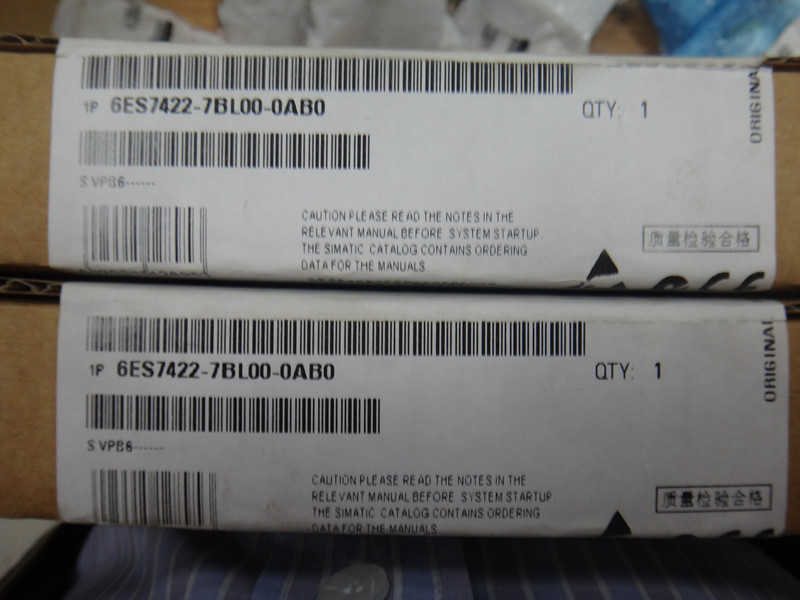 1P 6ES7422-7BL00-0AB0
QTY: 1
ORIGINA
S VPB6------
CAUTION PLEASE READ THE NOTES IN THE
RELEVANT MANUAL BEFORE SYSTEM STARTUP
THE SIMATIC CATALOG CONTAINS ORDERING
DATA FOR THE MANUALS
质量检验合格
1P 6ES7422-7BL00-0AB0
QTY: 1
ORIGINAL
S VPB6------
CAUTION PLEASE READ THE NOTES IN THE
RELEVANT MANUAL BEFORE SYSTEM STARTUP
THE SIMATIC CATALOG CONTAINS ORDERING
DATA FOR THE MANUALS
质量检验合格